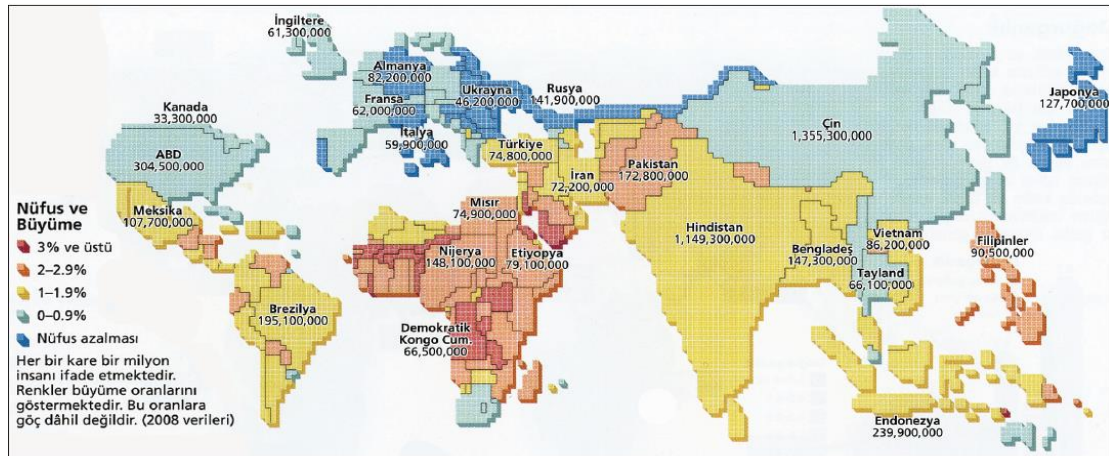 İngiltere
61,300,000
Almanya
82,200,000
Ukrayna
46,200,000
Rusya
141,900,000
Japonya
127,700,000
Kanada
33,300,000
Fransa
62,000,000
İtalya
59,900,000
Çin
1,355,300,000
ABD
304,500,000
Türkiye
74,800,000
Pakistan
172,800,000
İran
72,200,000
Meksika
107,700,000
Mısır
74,900,000
Hindistan
1,149,300,000
Nijerya
148,100,000
Etiyopya
79,100,000
Bengladeş
147,300,000
Vietnam
86,200,000
Filipinler
90,500,000
Tayland
66,100,000
Brezilya
195,100,000
Demokratik
Kongo Cum.
66,500,000
Endonezya
239,900,000
Nüfus ve
Büyüme
3% ve üstü
2–2.9%
1–1.9%
0–0.9%
Nüfus azalması
Her bir kare bir milyon
insanı ifade etmektedir.
Renkler büyüme oranlarını
göstermektedir. Bu oranlara
göç dâhil değildir. (2008 verileri)